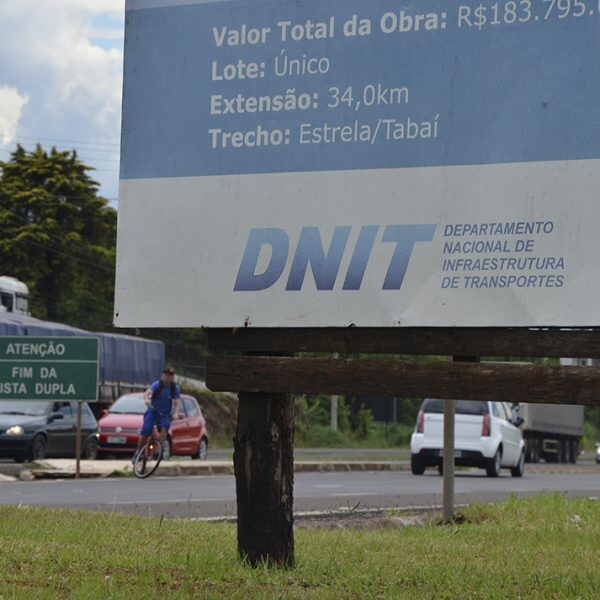 Valor Total da Obra: R$183.795.
Lote: Único
Extensão: 34,0km
Trecho: Estrela/Tabaí
DNIT
DEPARTAMENTO
NACIONAL DE
INFRAESTRUTURA
DE TRANSPORTES
ATENÇÃO
FIM DA
ISTA DUPLA